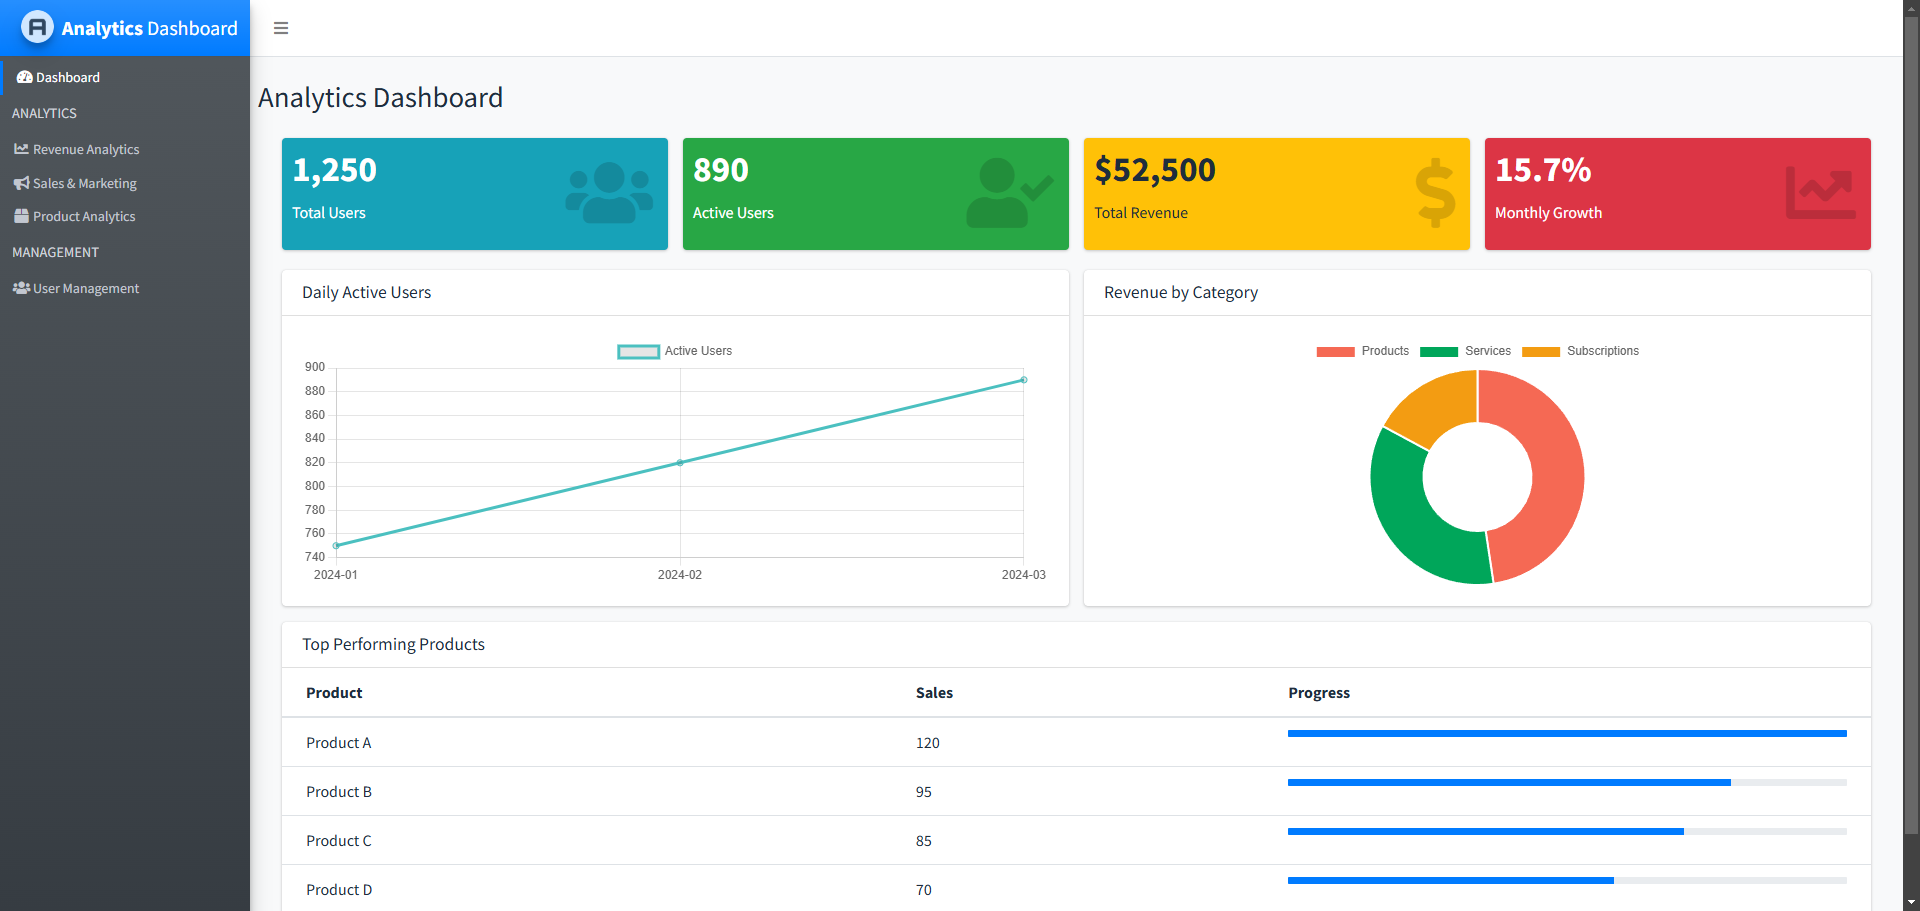 Analytics Dashboard
Dashboard
ANALYTICS
Revenue Analytics
Sales & Marketing
Product Analytics
MANAGEMENT
User Management
Analytics Dashboard
1,250
Total Users
890
Active Users
$52,500
Total Revenue
15.7%
Monthly Growth
Daily Active Users
Active Users
900
880
860
840
820
800
780
760
740
2024-01 2024-02 2024-03
Revenue by Category
Products Services Subscriptions
Top Performing Products
Product Sales Progress
Product A 120
Product B 95
Product C 85
Product D 70